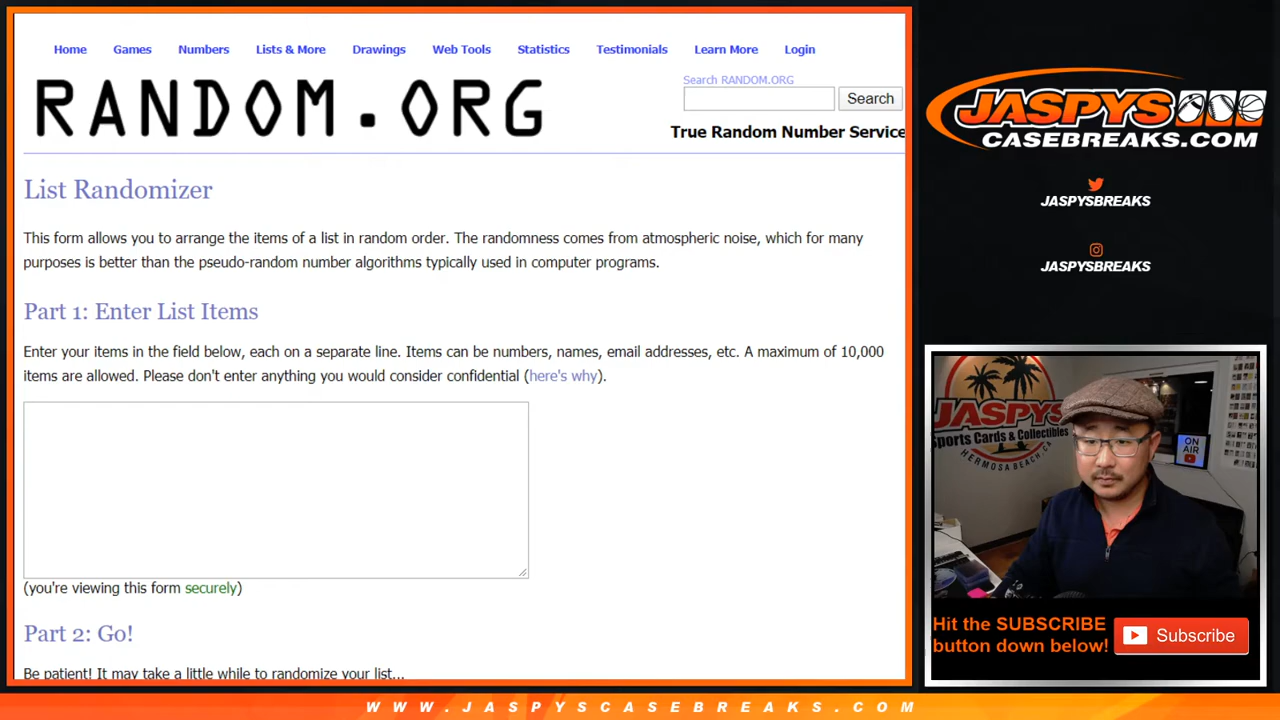 Home Games Numbers Lists & More Drawings Web Tools Statistics Testimonials Learn More Login
RANDOM.ORG
Search RANDOM.ORG
Search
True Random Number Service
List Randomizer
This form allows you to arrange the items of a list in random order. The randomness comes from atmospheric noise, which for many
purposes is better than the pseudo-random number algorithms typically used in computer programs.
Part 1: Enter List Items
Enter your items in the field below, each on a separate line. Items can be numbers, names, email addresses, etc. A maximum of 10,000
items are allowed. Please don't enter anything you would consider confidential (here's why).
(you're viewing this form securely)
Part 2: Go!
Be patient! It may take a little while to randomize your list...
JASPYS
CASEBREAKS.COM
JASPYSBREAKS
JASPYSBREAKS
JASPYS
Sports Cards & Collectibles
HERMOSA BEACH, CA
ON
AIR
Hit the SUBSCRIBE
button down below!
Subscribe
WWW.JASPYSCASEBREAKS.COM